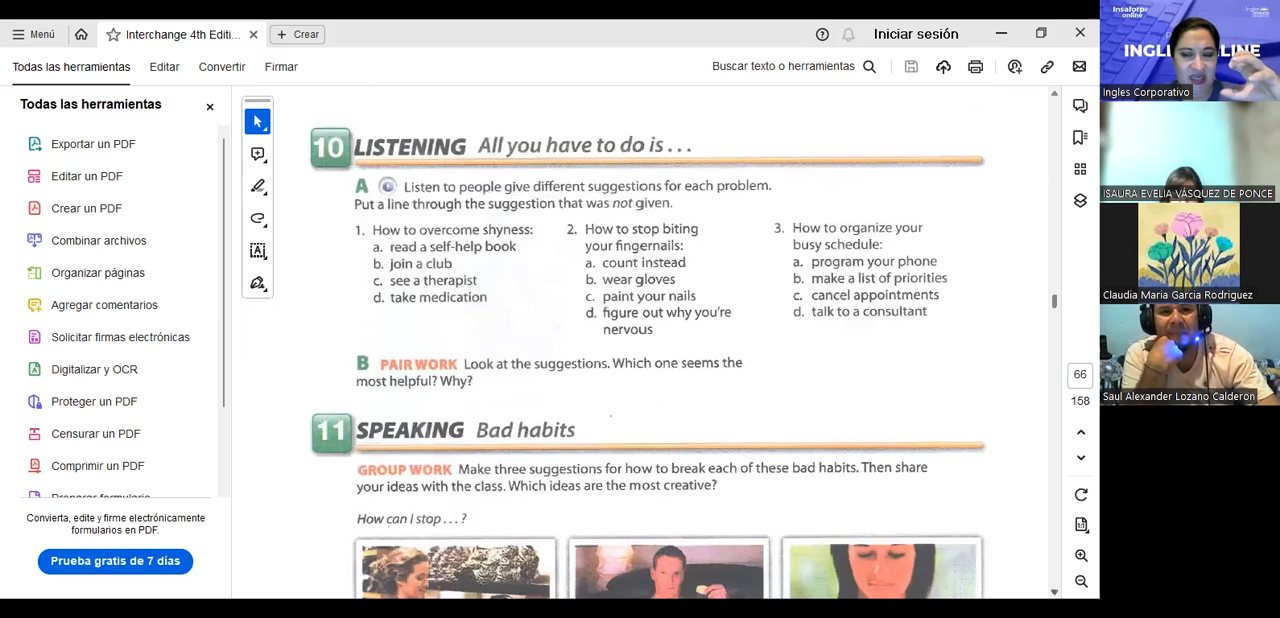 Menú
Interchange 4th Editi...
Crear
Iniciar sesión
Todas las herramientas
Editar
Convertir
Firmar
Buscar texto o herramientas
Todas las herramientas
Exportar un PDF
Editar un PDF
Crear un PDF
Combinar archivos
Organizar páginas
Agregar comentarios
Solicitar firmas electrónicas
Digitalizar y OCR
Proteger un PDF
Censurar un PDF
Comprimir un PDF
Preparar formulario
Convierta, edite y firme electrónicamente
formularios en PDF.
Prueba gratis de 7 días
10 LISTENING All you have to do is . . .
A Listen to people give different suggestions for each problem.
Put a line through the suggestion that was not given.
1. How to overcome shyness:
a. read a self-help book
b. join a club
c. see a therapist
d. take medication
2. How to stop biting
your fingernails:
a. count instead
b. wear gloves
c. paint your nails
d. figure out why you're
nervous
3. How to organize your
busy schedule:
a. program your phone
b. make a list of priorities
c. cancel appointments
d. talk to a consultant
B PAIR WORK Look at the suggestions. Which one seems the
most helpful? Why?
11 SPEAKING Bad habits
GROUP WORK Make three suggestions for how to break each of these bad habits. Then share
your ideas with the class. Which ideas are the most creative?
How can I stop . . . ?
66
158
Insaforp
online
Ingles Corporativo
ISAURA EVELIA VÁSQUEZ DE PONCE
Claudia Maria Garcia Rodriguez
Saul Alexander Lozano Calderon